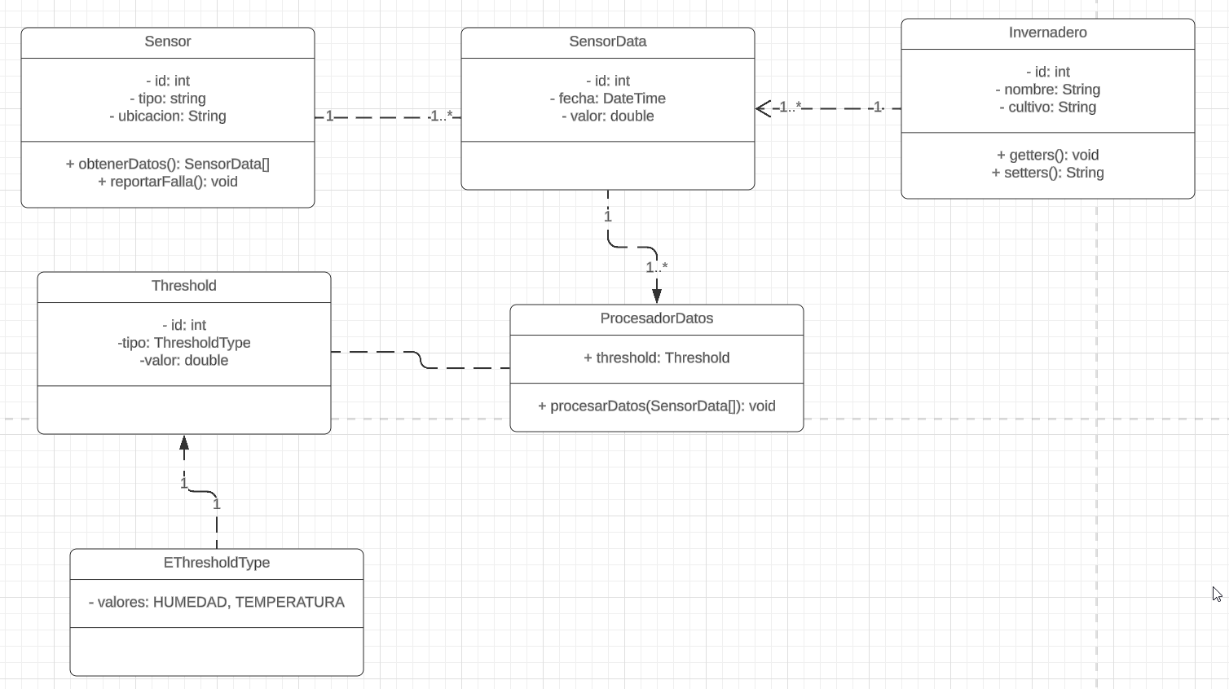 Sensor
- id: int
- tipo: string
- ubicacion: String
+ obtenerDatos(): SensorData[]
+ reportarFalla(): void
1
1..*
SensorData
- id: int
- fecha: DateTime
- valor: double
1..*
1
Invernadero
- id: int
- nombre: String
- cultivo: String
+ getters(): void
+ setters(): String
1
1..*
Threshold
- id: int
-tipo: ThresholdType
-valor: double
ProcesadorDatos
+ threshold: Threshold
+ procesarDatos(SensorData[]): void
1
1
EThresholdType
- valores: HUMEDAD, TEMPERATURA